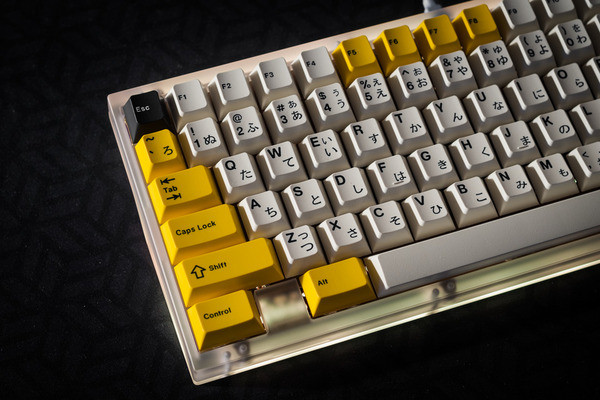 Esc F1 F2 F3 F4 F5 F6 F7 F8 F9
~ ! @ # ぁ $ ぅ % ぇ ^ ぉ & ゃ * ゅ ( ょ ) を
ろ 1 ぬ 2 ふ 3 あ 4 う 5 え 6 お 7 や 8 ゆ 9 よ 0 わ
Tab Q た W て E ぃ い R す T か Y ん U な I に O
Caps Lock A ち S と D し F は G き H く J ま K の L
Shift Z っ つ X さ C そ V ひ B こ N み M も <
Control Alt